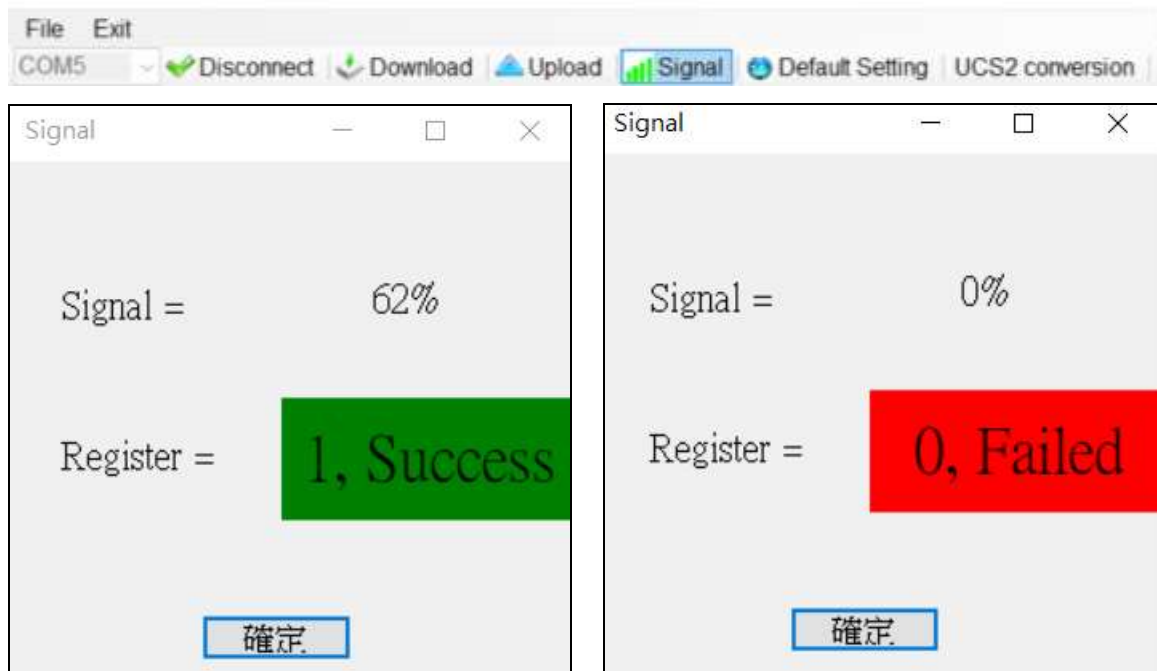 File Exit
COM5 Disconnect Download Upload Signal Default Setting UCS2 conversion
Signal
Signal = 62%
Register = 1, Success
確定
Signal
Signal = 0%
Register = 0, Failed
確定